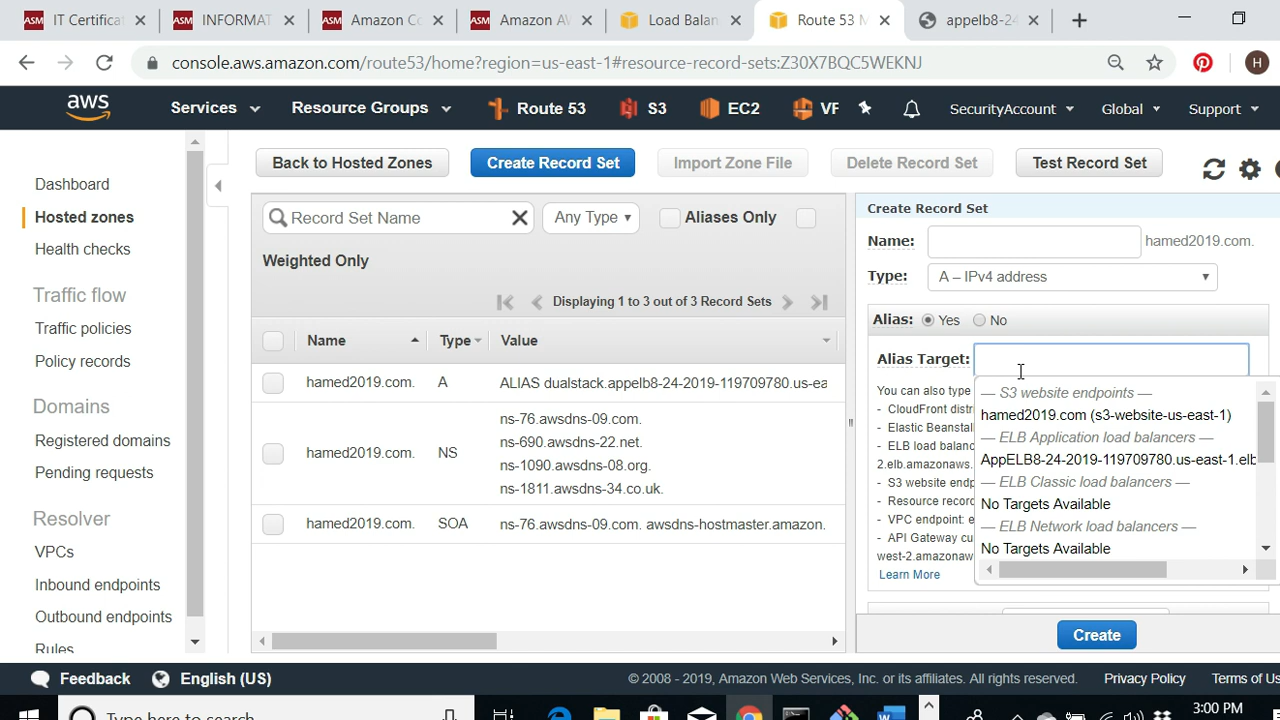 ASM IT Certificat
ASM INFORMAT
ASM Amazon Co
ASM Amazon AW
Load Balan
Route 53 M
appelb8-24-
console.aws.amazon.com/route53/home?region=us-east-1#resource-record-sets:Z30X7BQC5WEKNJ
H
aws
Services
Resource Groups
Route 53
S3
EC2
VP
SecurityAccount
Global
Support
Back to Hosted Zones
Create Record Set
Import Zone File
Delete Record Set
Test Record Set
Dashboard
Hosted zones
Health checks
Traffic flow
Traffic policies
Policy records
Domains
Registered domains
Pending requests
Resolver
VPCs
Inbound endpoints
Outbound endpoints
Rules
Record Set Name
Any Type
Aliases Only
Weighted Only
Displaying 1 to 3 out of 3 Record Sets
Name Type Value
hamed2019.com. A ALIAS dualstack.appelb8-24-2019-119709780.us-ea
hamed2019.com. NS
ns-76.awsdns-09.com.
ns-690.awsdns-22.net.
ns-1090.awsdns-08.org.
ns-1811.awsdns-34.co.uk.
hamed2019.com. SOA ns-76.awsdns-09.com. awsdns-hostmaster.amazon.
Create Record Set
Name: hamed2019.com.
Type: A – IPv4 address
Alias: Yes No
Alias Target:
You can also type
- CloudFront distr
- Elastic Beanstal
- ELB load balanc
2.elb.amazonaws.
- S3 website endp
- Resource record
- VPC endpoint: e
- API Gateway cu
west-2.amazonaw
Learn More
— S3 website endpoints —
hamed2019.com (s3-website-us-east-1)
— ELB Application load balancers —
AppELB8-24-2019-119709780.us-east-1.elb
— ELB Classic load balancers —
No Targets Available
— ELB Network load balancers —
No Targets Available
Create
Feedback
English (US)
© 2008 - 2019, Amazon Web Services, Inc. or its affiliates. All rights reserved.
Privacy Policy
Terms of Us
Type here to search
3:00 PM